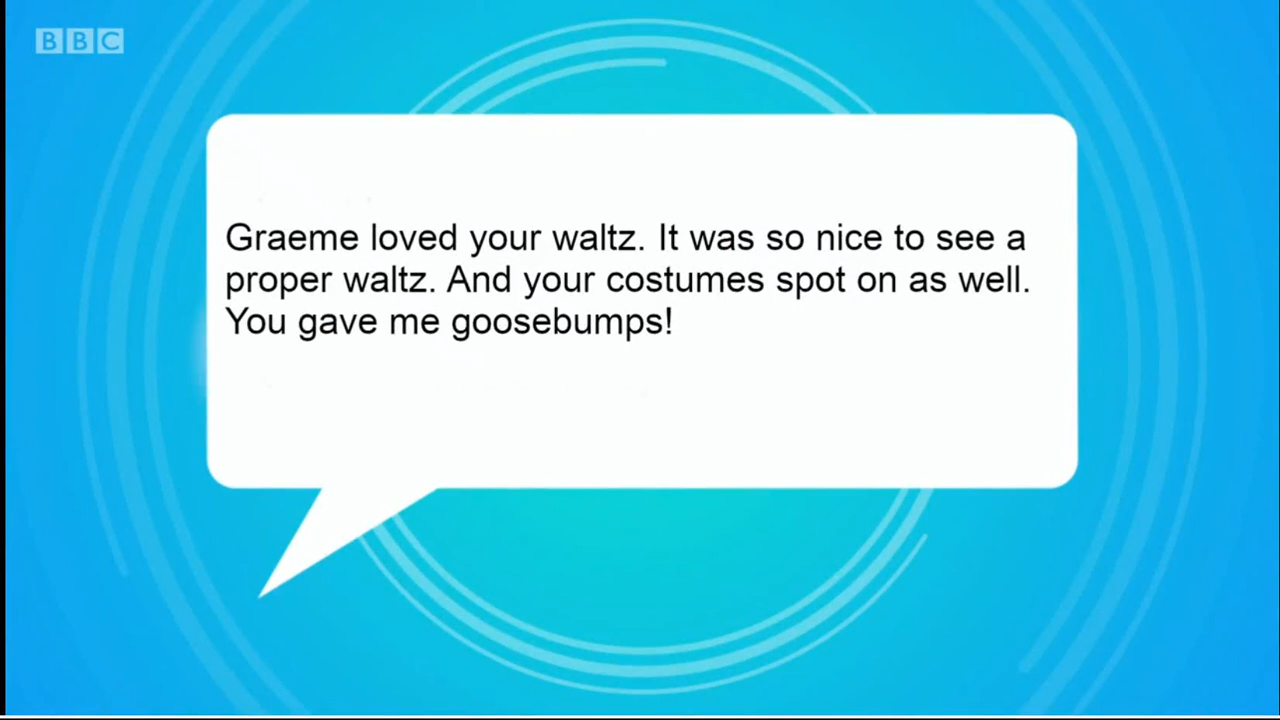 BBC
Graeme loved your waltz. It was so nice to see a
proper waltz. And your costumes spot on as well.
You gave me goosebumps!